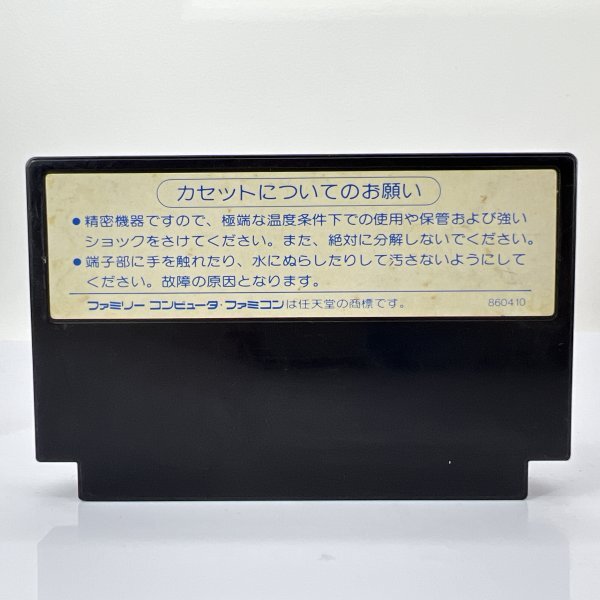 カセットについてのお願い
●精密機器ですので、極端な温度条件下での使用や保管および強い
ショックをさけてください。また、絶対に分解しないでください。
●端子部に手を触れたり、水にぬらしたりして汚さないようにして
ください。故障の原因となります。
ファミリー コンピュータ・ファミコンは任天堂の商標です。 860410